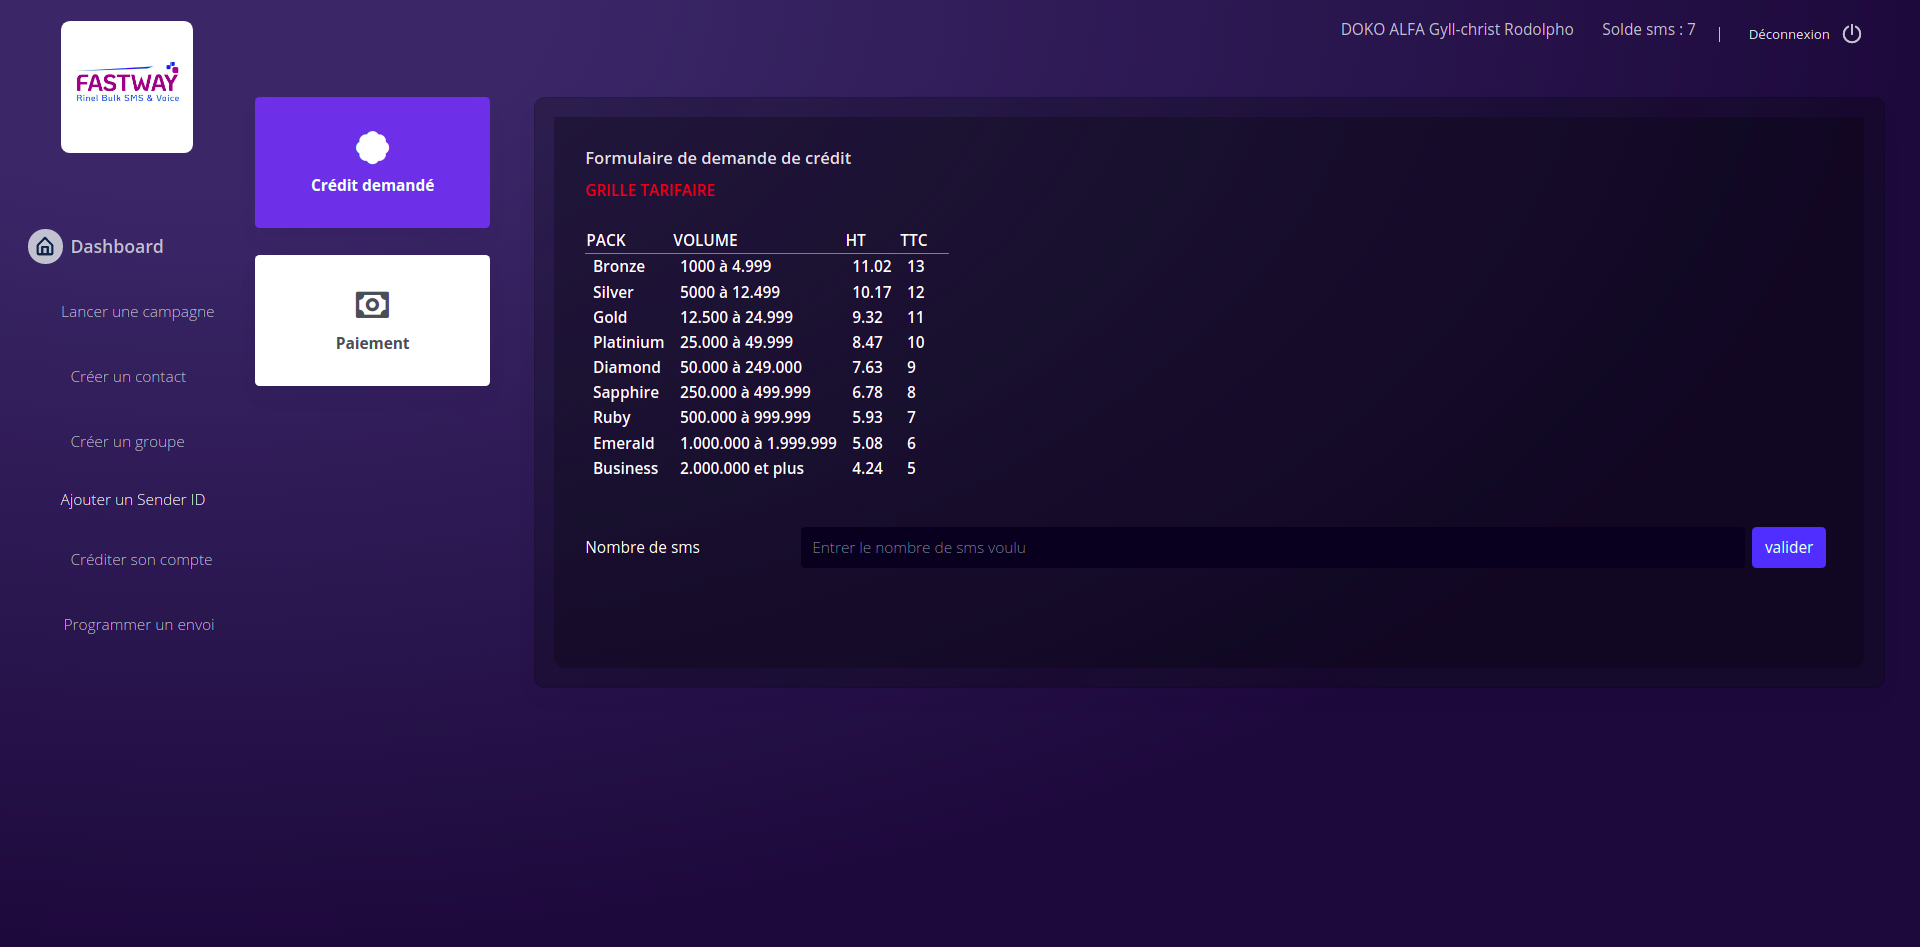 FASTWAY
Rinel Bulk SMS & Voice
DOKO ALFA Gyll-christ Rodolpho Solde sms : 7 | Déconnexion
Dashboard
Lancer une campagne
Créer un contact
Créer un groupe
Ajouter un Sender ID
Créditer son compte
Programmer un envoi
Crédit demandé
Paiement
Formulaire de demande de crédit
GRILLE TARIFAIRE
PACK VOLUME HT TTC
Bronze 1000 à 4.999 11.02 13
Silver 5000 à 12.499 10.17 12
Gold 12.500 à 24.999 9.32 11
Platinium 25.000 à 49.999 8.47 10
Diamond 50.000 à 249.000 7.63 9
Sapphire 250.000 à 499.999 6.78 8
Ruby 500.000 à 999.999 5.93 7
Emerald 1.000.000 à 1.999.999 5.08 6
Business 2.000.000 et plus 4.24 5
Nombre de sms Entrer le nombre de sms voulu valider